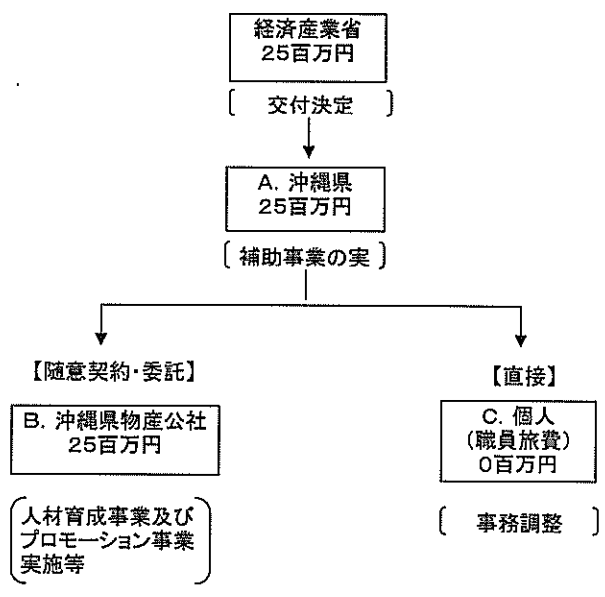 経済産業省
25百万円
〔 交付決定 〕
A. 沖縄県
25百万円
〔 補助事業の実 〕
【随意契約・委託】
B. 沖縄県物産公社
25百万円
人材育成事業及び
プロモーション事業
実施等
【直接】
C. 個人
(職員旅費)
0百万円
〔 事務調整 〕